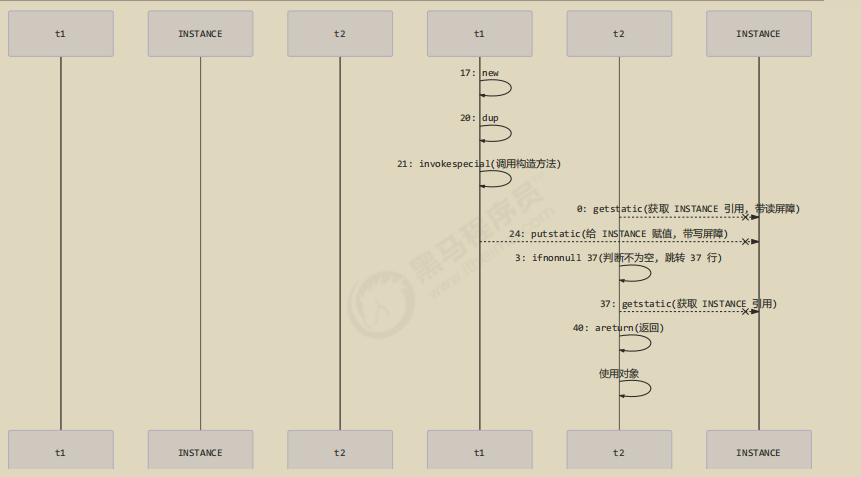 t1 INSTANCE t2 t1 t2 INSTANCE
17: new
20: dup
21: invokespecial(调用构造方法)
0: getstatic(获取 INSTANCE 引用，带读屏障)
24: putstatic(给 INSTANCE 赋值，带写屏障)
3: ifnonnull 37(判断不为空，跳转 37 行)
37: getstatic(获取 INSTANCE 引用)
40: areturn(返回)
使用对象
黑马程序员
t1 INSTANCE t2 t1 t2 INSTANCE